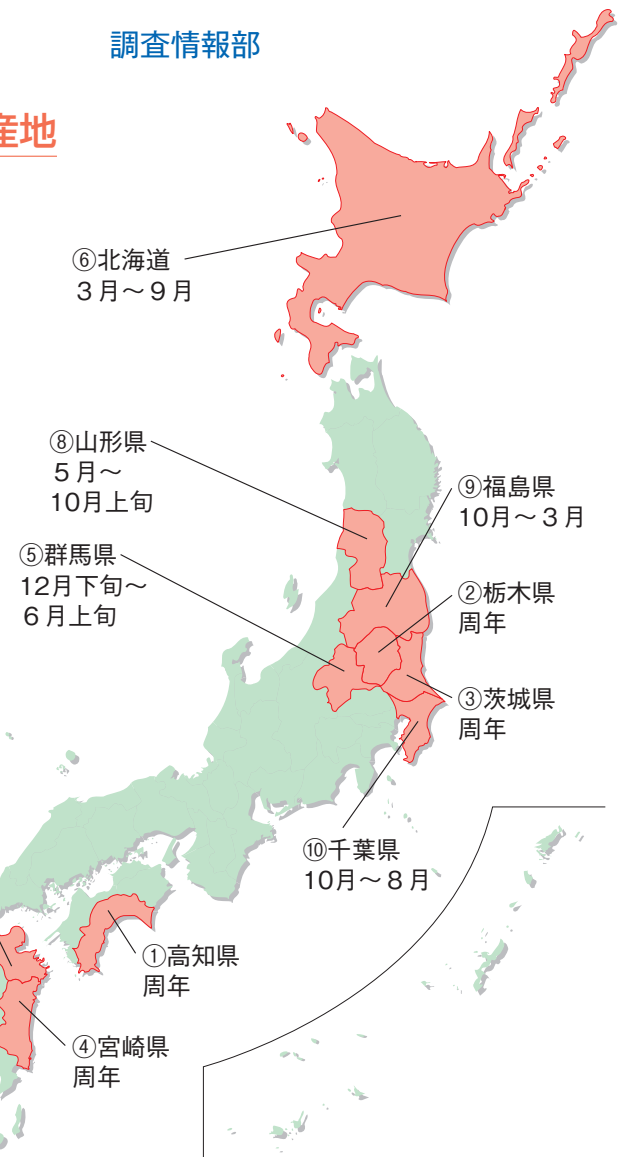 調査情報部
産地
⑥北海道
３月～９月
⑧山形県
５月～
10月上旬
⑨福島県
10月～３月
⑤群馬県
12月下旬～
６月上旬
②栃木県
周年
③茨城県
周年
⑩千葉県
10月～８月
①高知県
周年
④宮崎県
周年